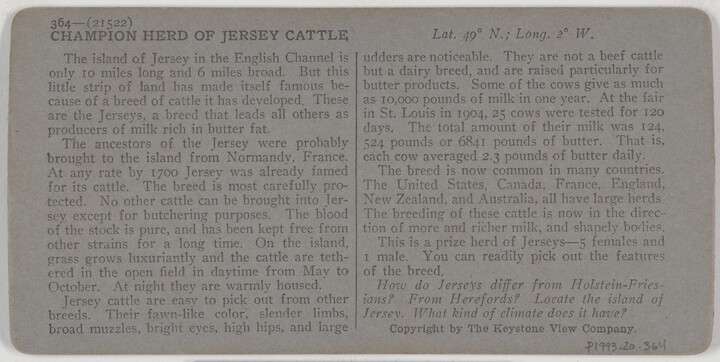 364—(21522)
CHAMPION HERD OF JERSEY CATTLE
Lat. 49° N.; Long. 2° W.
The island of Jersey in the English Channel is
only 10 miles long and 6 miles broad. But this
little strip of land has made itself famous be-
cause of a breed of cattle it has developed. These
are the Jerseys, a breed that leads all others as
producers of milk rich in butter fat.
The ancestors of the Jersey were probably
brought to the island from Normandy, France.
At any rate by 1700 Jersey was already famed
for its cattle. The breed is most carefully pro-
tected. No other cattle can be brought into Jer-
sey except for butchering purposes. The blood
of the stock is pure, and has been kept free from
other strains for a long time. On the island,
grass grows luxuriantly and the cattle are teth-
ered in the open field in daytime from May to
October. At night they are warmly housed.
Jersey cattle are easy to pick out from other
breeds. Their fawn-like color, slender limbs,
broad muzzles, bright eyes, high hips, and large
udders are noticeable. They are not a beef cattle
but a dairy breed, and are raised particularly for
butter products. Some of the cows give as much
as 10,000 pounds of milk in one year. At the fair
in St. Louis in 1904, 25 cows were tested for 120
days. The total amount of their milk was 124,
524 pounds or 6841 pounds of butter. That is,
each cow averaged 2.3 pounds of butter daily.
The breed is now common in many countries.
The United States, Canada, France, England,
New Zealand, and Australia, all have large herds.
The breeding of these cattle is now in the direc-
tion of more and richer milk, and shapely bodies.
This is a prize herd of Jerseys—5 females and
1 male. You can readily pick out the features
of the breed.
How do Jerseys differ from Holstein-Fries-
ians? From Herefords? Locate the island of
Jersey. What kind of climate does it have?
Copyright by The Keystone View Company.
P1993.20.364